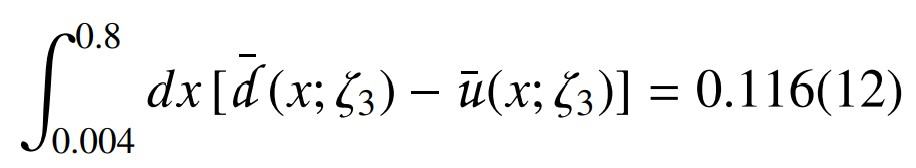 ∫_{0.004}^{0.8} dx [d̄(x; ζ₃) − ū(x; ζ₃)] = 0.116(12)